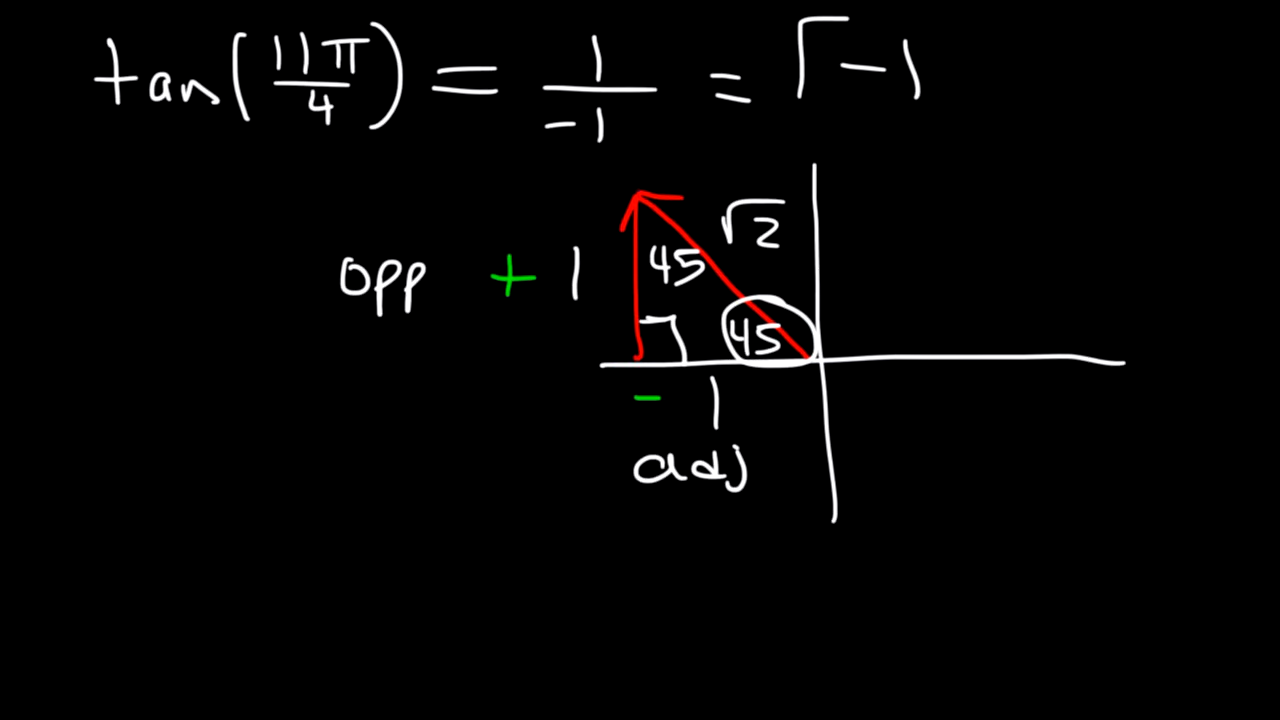 tan(11π/4) = 1/-1 = -1
√2
opp + 1 45
45
- 1
adj